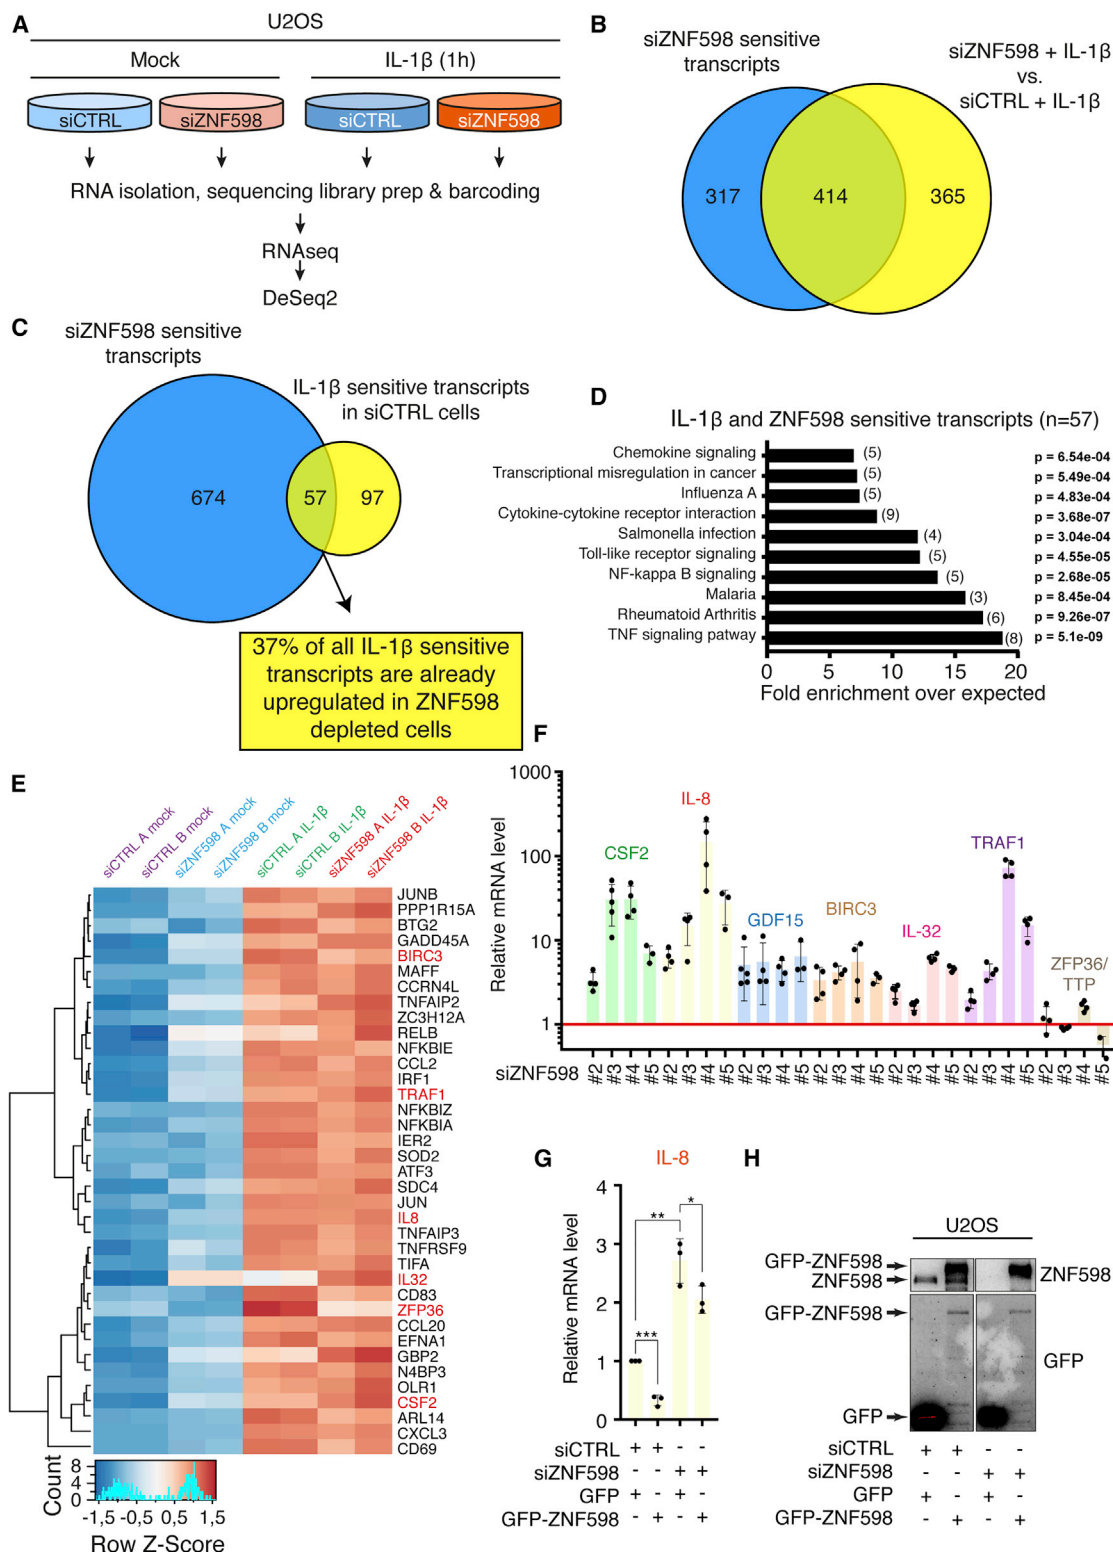 A
U2OS
Mock
IL-1β (1h)
siCTRL
siZNF598
siCTRL
siZNF598
RNA isolation, sequencing library prep & barcoding
RNAseq
DeSeq2
B
siZNF598 sensitive
transcripts
siZNF598 + IL-1β
vs.
siCTRL + IL-1β
317
414
365
C
siZNF598 sensitive
transcripts
IL-1β sensitive transcripts
in siCTRL cells
674
57
97
37% of all IL-1β sensitive
transcripts are already
upregulated in ZNF598
depleted cells
D
IL-1β and ZNF598 sensitive transcripts (n=57)
Chemokine signaling (5) p = 6.54e-04
Transcriptional misregulation in cancer (5) p = 5.49e-04
Influenza A (5) p = 4.83e-04
Cytokine-cytokine receptor interaction (9) p = 3.68e-07
Salmonella infection (4) p = 3.04e-04
Toll-like receptor signaling (5) p = 4.55e-05
NF-kappa B signaling (5) p = 2.68e-05
Malaria (3) p = 8.45e-04
Rheumatoid Arthritis (6) p = 9.26e-07
TNF signaling patway (8) p = 5.1e-09
0 5 10 15 20
Fold enrichment over expected
E
siCTRL A mock
siCTRL B mock
siZNF598 A mock
siZNF598 B mock
siCTRL A IL-1β
siCTRL B IL-1β
siZNF598 A IL-1β
siZNF598 B IL-1β
JUNB
PPP1R15A
BTG2
GADD45A
BIRC3
MAFF
CCRN4L
TNFAIP2
ZC3H12A
RELB
NFKBIE
CCL2
IRF1
TRAF1
NFKBIZ
NFKBIA
IER2
SOD2
ATF3
SDC4
JUN
IL8
TNFAIP3
TNFRSF9
TIFA
IL32
CD83
ZFP36
CCL20
EFNA1
GBP2
N4BP3
OLR1
CSF2
ARL14
CXCL3
CD69
Count
8
4
0
-1,5 -0,5 0,5 1,5
Row Z-Score
F
Relative mRNA level
1000
100
10
1
CSF2
IL-8
GDF15
BIRC3
IL-32
TRAF1
ZFP36/
TTP
siZNF598 #2 #3 #4 #5 #2 #3 #4 #5 #2 #3 #4 #5 #2 #3 #4 #5 #2 #3 #4 #5 #2 #3 #4 #5 #2 #3 #4 #5
G
IL-8
Relative mRNA level
4
3
2
1
0
**
*
***
siCTRL + + - -
siZNF598 - - + +
GFP + - + -
GFP-ZNF598 - + - +
H
U2OS
GFP-ZNF598
ZNF598
ZNF598
GFP-ZNF598
GFP
GFP
siCTRL + + - -
siZNF598 - - + +
GFP + - + -
GFP-ZNF598 - + - +